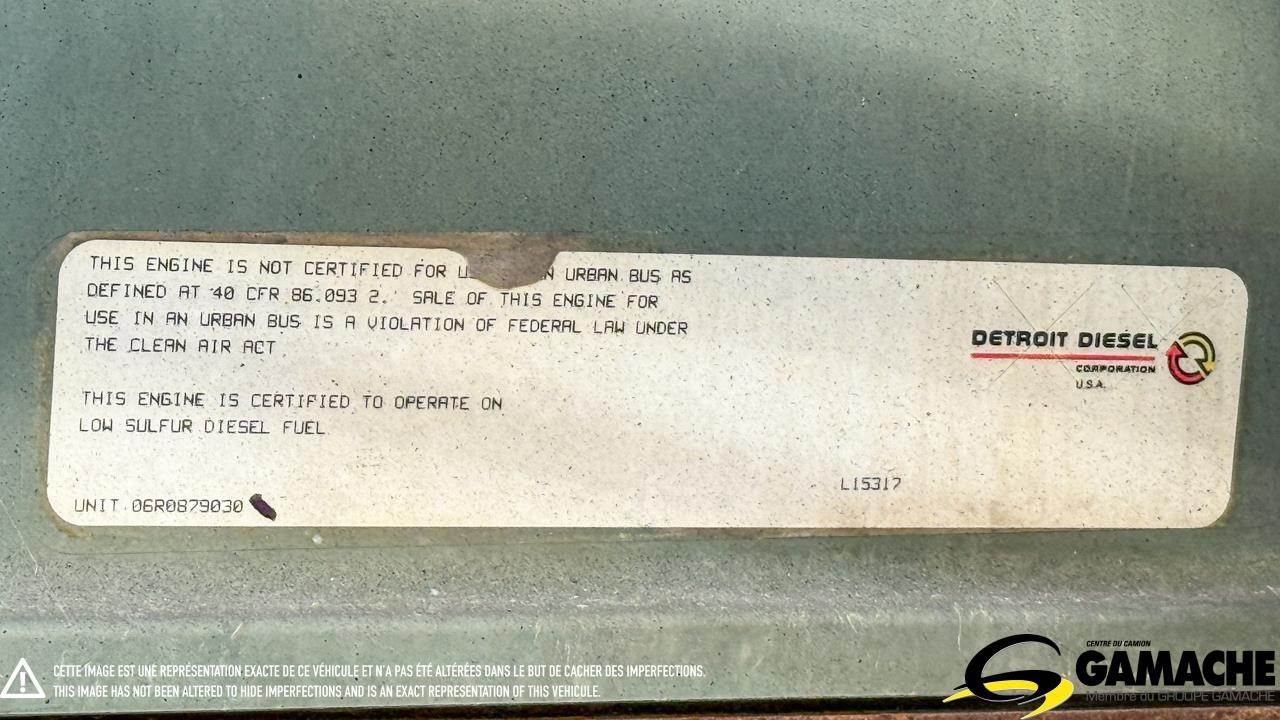 THIS ENGINE IS NOT CERTIFIED FOR URBAN BUS AS
DEFINED AT 40 CFR 86.093 2. SALE OF THIS ENGINE FOR
USE IN AN URBAN BUS IS A VIOLATION OF FEDERAL LAW UNDER
THE CLEAN AIR ACT
THIS ENGINE IS CERTIFIED TO OPERATE ON
LOW SULFUR DIESEL FUEL
UNIT 06R0879030
L15317
DETROIT DIESEL
CORPORATION
U.S.A.
CETTE IMAGE EST UNE REPRÉSENTATION EXACTE DE CE VÉHICULE ET N'A PAS ÉTÉ ALTÉRÉES DANS LE BUT DE CACHER DES IMPERFECTIONS.
THIS IMAGE HAS NOT BEEN ALTERED TO HIDE IMPERFECTIONS AND IS AN EXACT REPRESENTATION OF THIS VEHICULE.
CENTRE DU CAMION
GAMACHE
Membre du GROUPE GAMACHE